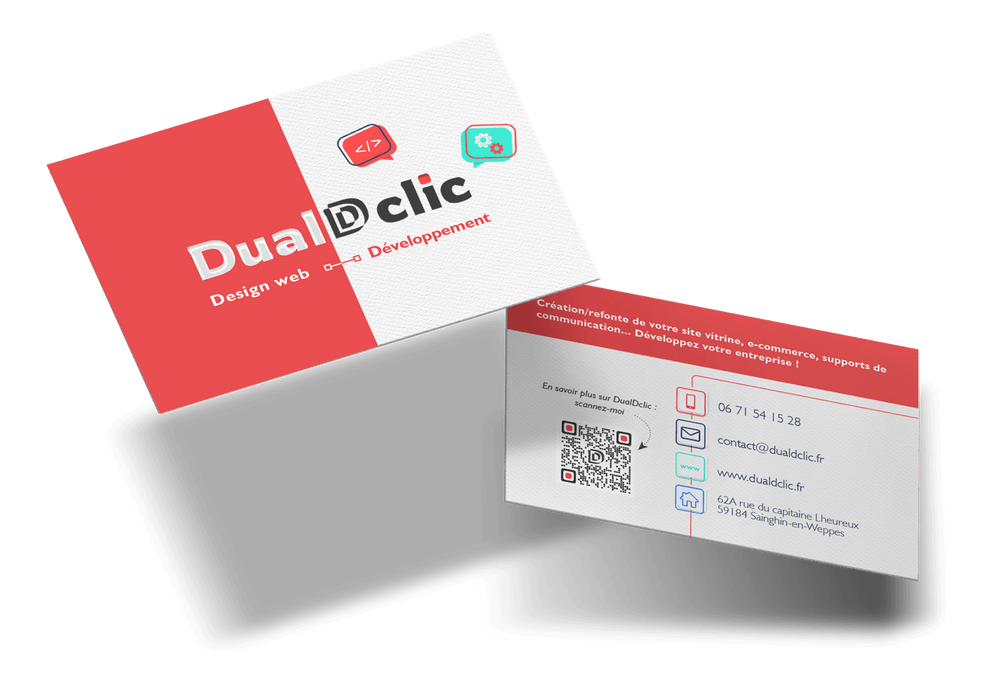 </>
DualDclic
Design web Développement
Création/refonte de votre site vitrine, e-commerce, supports de
communication... Développez votre entreprise !
En savoir plus sur DualDclic :
scannez-moi
D
06 71 54 15 28
contact@dualdclic.fr
www
www.dualdclic.fr
62A rue du capitaine Lheureux
59184 Sainghin-en-Weppes